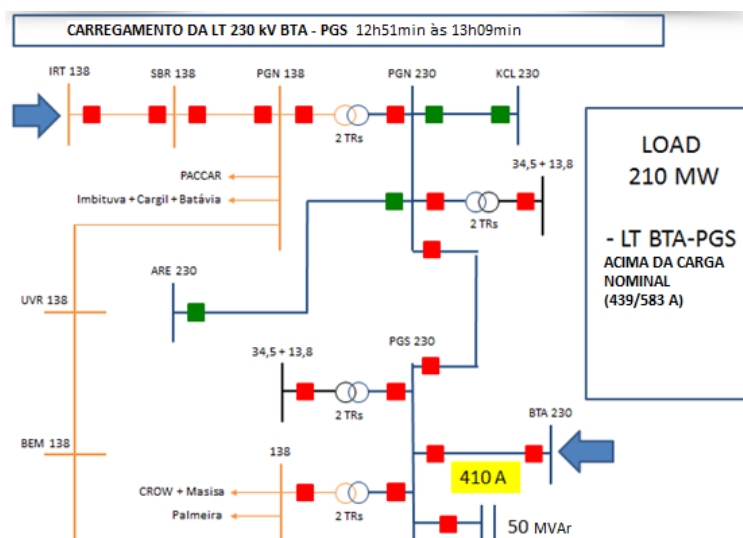 CARREGAMENTO DA LT 230 kV BTA - PGS 12h51min às 13h09min
IRT 138
SBR 138
PGN 138
PGN 230
KCL 230
2 TRs
PACCAR
Imbituva + Cargil + Batávia
34,5 + 13,8
2 TRs
LOAD
210 MW
- LT BTA-PGS
ACIMA DA CARGA
NOMINAL
(439/583 A)
ARE 230
UVR 138
PGS 230
34,5 + 13,8
2 TRs
BTA 230
BEM 138
138
410 A
CROW + Masisa
Palmeira
2 TRs
50 MVAr